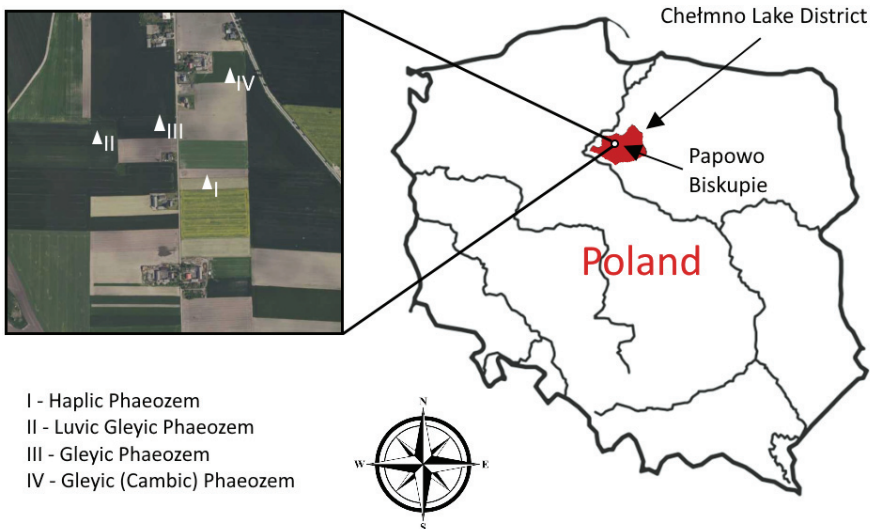 Chełmno Lake District
IV
III
II
I
Papowo
Biskupie
Poland
I - Haplic Phaeozem
II - Luvic Gleyic Phaeozem
III - Gleyic Phaeozem
IV - Gleyic (Cambic) Phaeozem
N
W
E
S